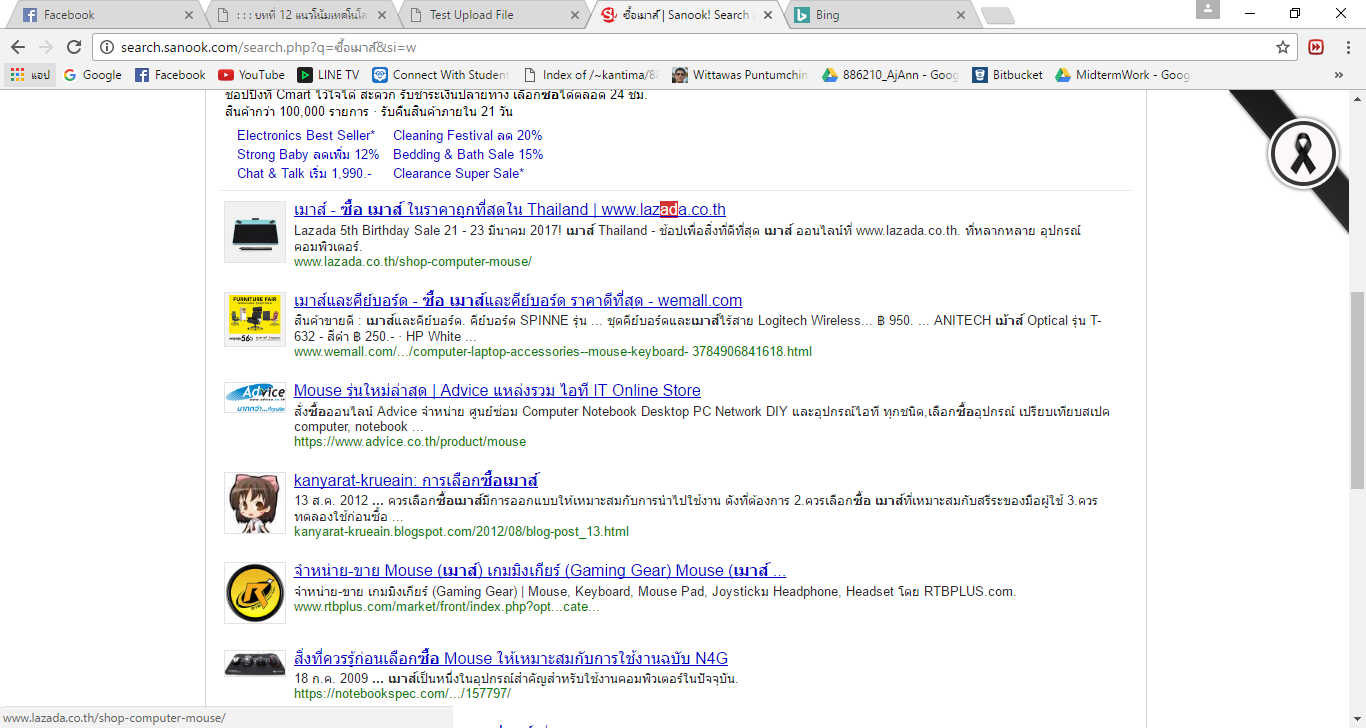 Facebook
: : : บทที่ 12 แนวโน้มเทคโนโล
Test Upload File
ซื้อเมาส์ | Sanook! Search
Bing
search.sanook.com/search.php?q=ซื้อเมาส์&si=w
แอป
Google
Facebook
YouTube
LINE TV
Connect With Student
Index of /~kantima/88
Wittawas Puntumchin
886210_AjAnn - Goog
Bitbucket
MidtermWork - Googl
ช้อปปิ้งที่ Cmart ไว้ใจได้ สะดวก รับชำระเงินปลายทาง เลือกซื้อได้ตลอด 24 ชม.
สินค้ากว่า 100,000 รายการ · รับคืนสินค้าภายใน 21 วัน
Electronics Best Seller* Cleaning Festival ลด 20%
Strong Baby ลดเพิ่ม 12% Bedding & Bath Sale 15%
Chat & Talk เริ่ม 1,990.- Clearance Super Sale*
เมาส์ - ซื้อ เมาส์ ในราคาถูกที่สุดใน Thailand | www.lazada.co.th
Lazada 5th Birthday Sale 21 - 23 มีนาคม 2017! เมาส์ Thailand - ช้อปเพื่อสิ่งที่ดีที่สุด เมาส์ ออนไลน์ที่ www.lazada.co.th. ที่หลากหลาย อุปกรณ์
คอมพิวเตอร์.
www.lazada.co.th/shop-computer-mouse/
FURNITURE FAIR
เมาส์และคีย์บอร์ด - ซื้อ เมาส์และคีย์บอร์ด ราคาดีที่สุด - wemall.com
สินค้าขายดี : เมาส์และคีย์บอร์ด. คีย์บอร์ด SPINNE รุ่น ... ชุดคีย์บอร์ดและเมาส์ไร้สาย Logitech Wireless... ฿ 950. ... ANITECH เม้าส์ Optical รุ่น T-
632 - สีดำ ฿ 250.- · HP White ...
www.wemall.com/.../computer-laptop-accessories--mouse-keyboard- 3784906841618.html
Advice
Mouse รุ่นใหม่ล่าสุด | Advice แหล่งรวม ไอที IT Online Store
สั่งซื้อออนไลน์ Advice จำหน่าย ศูนย์ซ่อม Computer Notebook Desktop PC Network DIY และอุปกรณ์ไอที ทุกชนิด,เลือกซื้ออุปกรณ์ เปรียบเทียบสเปค
computer, notebook ...
https://www.advice.co.th/product/mouse
kanyarat-krueain: การเลือกซื้อเมาส์
13 ส.ค. 2012 ... ควรเลือกซื้อเมาส์มีการออกแบบให้เหมาะสมกับการนำไปใช้งาน ดังที่ต้องการ 2.ควรเลือกซื้อ เมาส์ที่เหมาะสมกับสรีระของมือผู้ใช้ 3.ควร
ทดลองใช้ก่อนซื้อ ...
kanyarat-krueain.blogspot.com/2012/08/blog-post_13.html
จำหน่าย-ขาย Mouse (เมาส์) เกมมิงเกียร์ (Gaming Gear) Mouse (เมาส์ ...
จำหน่าย-ขาย เกมมิงเกียร์ (Gaming Gear) | Mouse, Keyboard, Mouse Pad, Joystickม Headphone, Headset โดย RTBPLUS.com.
www.rtbplus.com/market/front/index.php?opt...cate...
สิ่งที่ควรรู้ก่อนเลือกซื้อ Mouse ให้เหมาะสมกับการใช้งานฉบับ N4G
18 ก.ค. 2009 ... เมาส์เป็นหนึ่งในอุปกรณ์สำคัญสำหรับใช้งานคอมพิวเตอร์ในปัจจุบัน.
https://notebookspec.com/.../157797/
www.lazada.co.th/shop-computer-mouse/